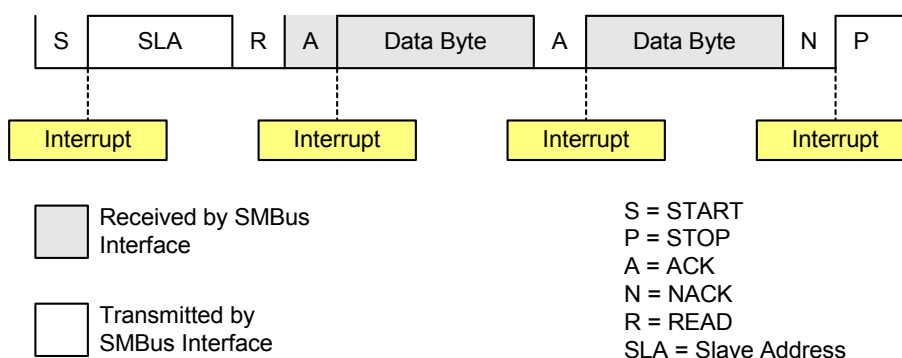 S SLA R A Data Byte A Data Byte N P
Interrupt Interrupt Interrupt Interrupt
Received by SMBus
Interface
Transmitted by
SMBus Interface
S = START
P = STOP
A = ACK
N = NACK
R = READ
SLA = Slave Address